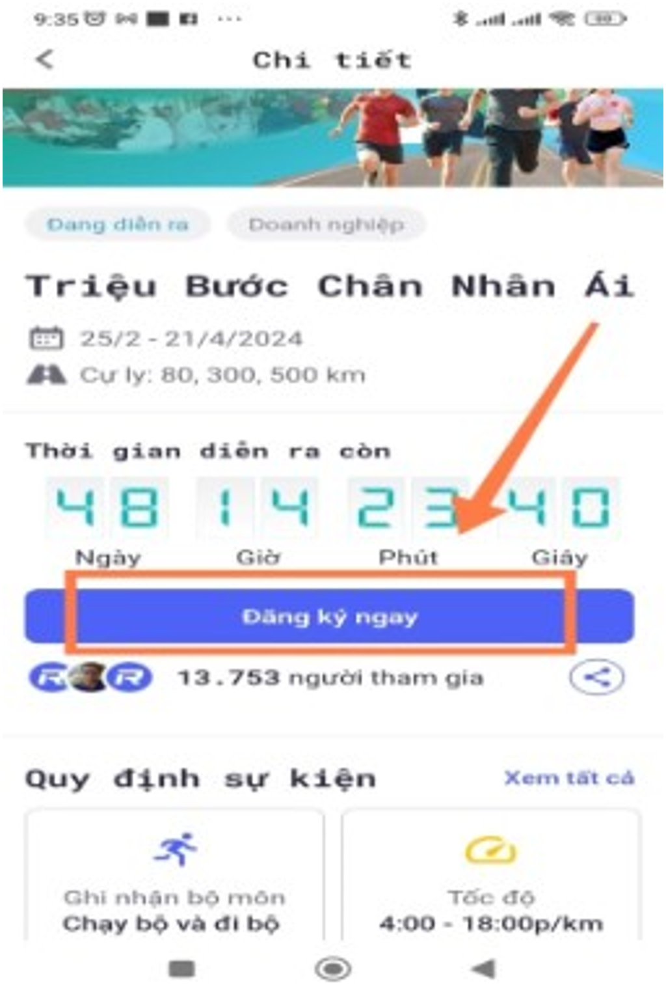 9:35
Chi tiết
Đang diễn ra Doanh nghiệp
Triệu Bước Chân Nhân Ái
25/2 - 21/4/2024
Cự ly: 80, 300, 500 km
Thời gian diễn ra còn
48 14 23 40
Ngày Giờ Phút Giây
Đăng ký ngay
13.753 người tham gia
Quy định sự kiện Xem tất cả
Ghi nhận bộ môn
Chạy bộ và đi bộ
Tốc độ
4:00 - 18:00p/km